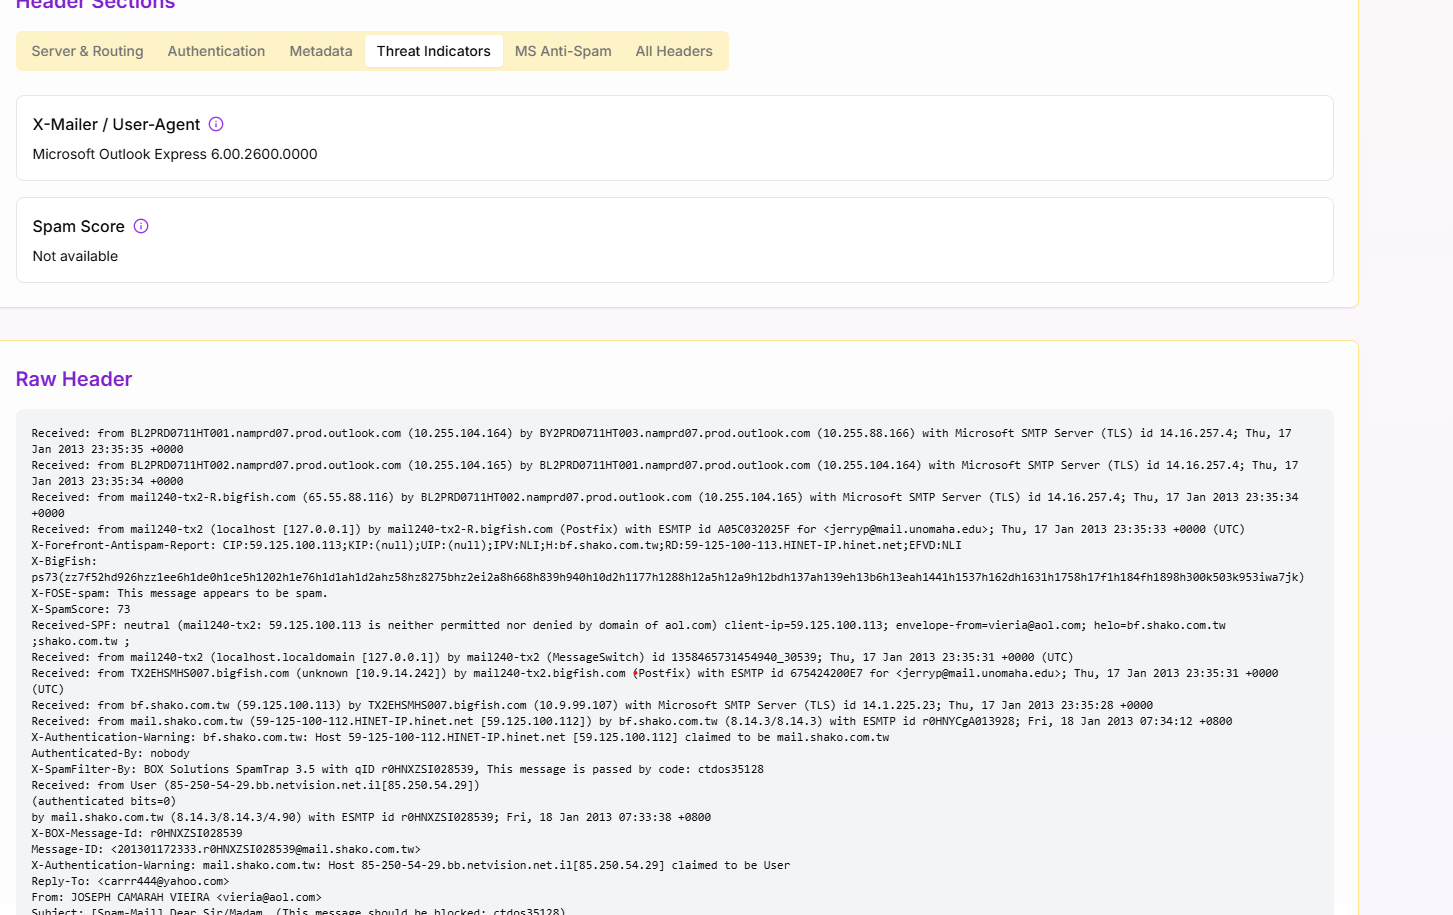 Header Sections
Server & Routing Authentication Metadata Threat Indicators MS Anti-Spam All Headers
X-Mailer / User-Agent
Microsoft Outlook Express 6.00.2600.0000
Spam Score
Not available
Raw Header
Received: from BL2PRD0711HT001.namprd07.prod.outlook.com (10.255.104.164) by BY2PRD0711HT003.namprd07.prod.outlook.com (10.255.88.166) with Microsoft SMTP Server (TLS) id 14.16.257.4; Thu, 17
Jan 2013 23:35:35 +0000
Received: from BL2PRD0711HT002.namprd07.prod.outlook.com (10.255.104.165) by BL2PRD0711HT001.namprd07.prod.outlook.com (10.255.104.164) with Microsoft SMTP Server (TLS) id 14.16.257.4; Thu, 17
Jan 2013 23:35:34 +0000
Received: from mail240-tx2-R.bigfish.com (65.55.88.116) by BL2PRD0711HT002.namprd07.prod.outlook.com (10.255.104.165) with Microsoft SMTP Server (TLS) id 14.16.257.4; Thu, 17 Jan 2013 23:35:34
+0000
Received: from mail240-tx2 (localhost [127.0.0.1]) by mail240-tx2-R.bigfish.com (Postfix) with ESMTP id A05C032025F for <jerryp@mail.unomaha.edu>; Thu, 17 Jan 2013 23:35:33 +0000 (UTC)
X-Forefront-Antispam-Report: CIP:59.125.100.113;KIP:(null);UIP:(null);IPV:NLI;H:bf.shako.com.tw;RD:59-125-100-113.HINET-IP.hinet.net;EFVD:NLI
X-BigFish:
ps73(zz7f52hd926hzz1ee6h1de0h1ce5h1202h1e76h1d1ah1d2ahz58hz8275bhz2ei2a8h668h839h940h10d2h1177h1288h12a5h12a9h12bdh137ah139eh13b6h13eah1441h1537h162dh1631h1758h17f1h184fh1898h300k503k953iwa7jk)
X-FOSE-spam: This message appears to be spam.
X-SpamScore: 73
Received-SPF: neutral (mail240-tx2: 59.125.100.113 is neither permitted nor denied by domain of aol.com) client-ip=59.125.100.113; envelope-from=vieria@aol.com; helo=bf.shako.com.tw
;shako.com.tw ;
Received: from mail240-tx2 (localhost.localdomain [127.0.0.1]) by mail240-tx2 (MessageSwitch) id 1358465731454940_30539; Thu, 17 Jan 2013 23:35:31 +0000 (UTC)
Received: from TX2EHSMHS007.bigfish.com (unknown [10.9.14.242]) by mail240-tx2.bigfish.com (Postfix) with ESMTP id 675424200E7 for <jerryp@mail.unomaha.edu>; Thu, 17 Jan 2013 23:35:31 +0000
(UTC)
Received: from bf.shako.com.tw (59.125.100.113) by TX2EHSMHS007.bigfish.com (10.9.99.107) with Microsoft SMTP Server (TLS) id 14.1.225.23; Thu, 17 Jan 2013 23:35:28 +0000
Received: from mail.shako.com.tw (59-125-100-112.HINET-IP.hinet.net [59.125.100.112]) by bf.shako.com.tw (8.14.3/8.14.3) with ESMTP id r0HNYCgA013928; Fri, 18 Jan 2013 07:34:12 +0800
X-Authentication-Warning: bf.shako.com.tw: Host 59-125-100-112.HINET-IP.hinet.net [59.125.100.112] claimed to be mail.shako.com.tw
Authenticated-By: nobody
X-SpamFilter-By: BOX Solutions SpamTrap 3.5 with qID r0HNXZSI028539, This message is passed by code: ctdos35128
Received: from User (85-250-54-29.bb.netvision.net.il[85.250.54.29])
(authenticated bits=0)
by mail.shako.com.tw (8.14.3/8.14.3/4.90) with ESMTP id r0HNXZSI028539; Fri, 18 Jan 2013 07:33:38 +0800
X-BOX-Message-Id: r0HNXZSI028539
Message-ID: <201301172333.r0HNXZSI028539@mail.shako.com.tw>
X-Authentication-Warning: mail.shako.com.tw: Host 85-250-54-29.bb.netvision.net.il[85.250.54.29] claimed to be User
Reply-To: <carrr444@yahoo.com>
From: JOSEPH CAMARAH VIEIRA <vieria@aol.com>
Subject: [Spam-Mail] Dear Sir/Madam, (This message should be blocked: ctdos35128)